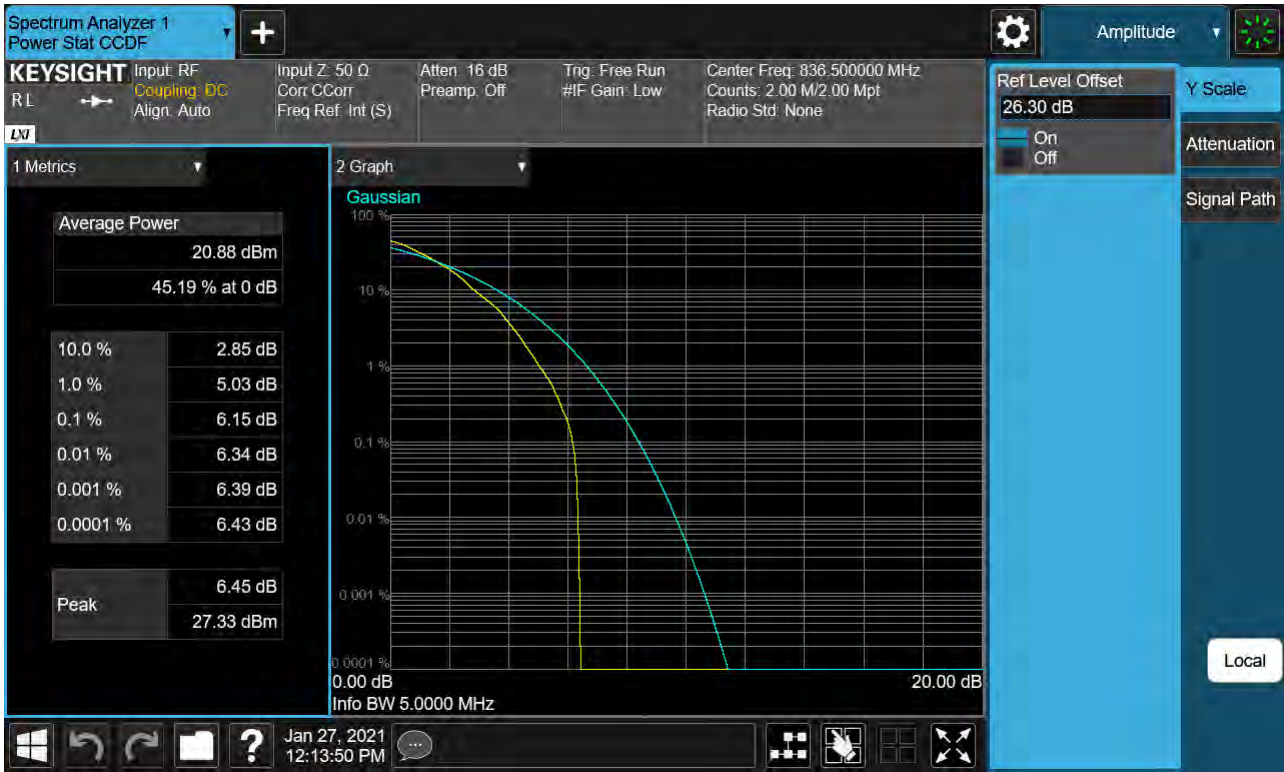 Spectrum Analyzer 1
Power Stat CCDF
+
Amplitude
KEYSIGHT
RL
LXI
Input: RF
Coupling: DC
Align: Auto
Input Z: 50 Ω
Corr CCorr
Freq Ref: Int (S)
Atten: 16 dB
Preamp: Off
Trig: Free Run
#IF Gain: Low
Center Freq: 836.500000 MHz
Counts: 2.00 M/2.00 Mpt
Radio Std: None
Ref Level Offset
26.30 dB
On
Off
Y Scale
Attenuation
Signal Path
Local
1 Metrics
Average Power
20.88 dBm
45.19 % at 0 dB
10.0 % 2.85 dB
1.0 % 5.03 dB
0.1 % 6.15 dB
0.01 % 6.34 dB
0.001 % 6.39 dB
0.0001 % 6.43 dB
Peak
6.45 dB
27.33 dBm
2 Graph
Gaussian
100 %
10 %
1 %
0.1 %
0.01 %
0.001 %
0.0001 %
0.00 dB 20.00 dB
Info BW 5.0000 MHz
?
Jan 27, 2021
12:13:50 PM